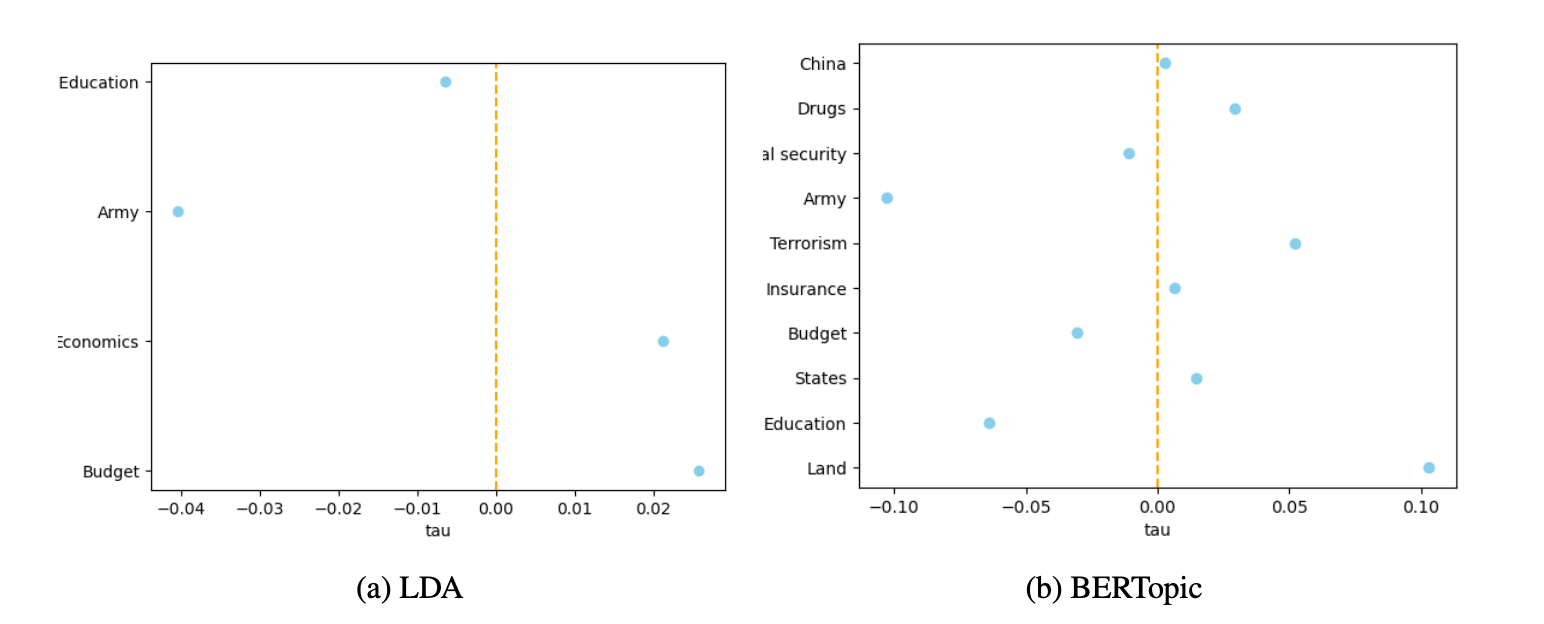 Education
Army
Economics
Budget
−0.04 −0.03 −0.02 −0.01 0.00 0.01 0.02
tau
(a) LDA
China
Drugs
al security
Army
Terrorism
Insurance
Budget
States
Education
Land
−0.10 −0.05 0.00 0.05 0.10
tau
(b) BERTopic